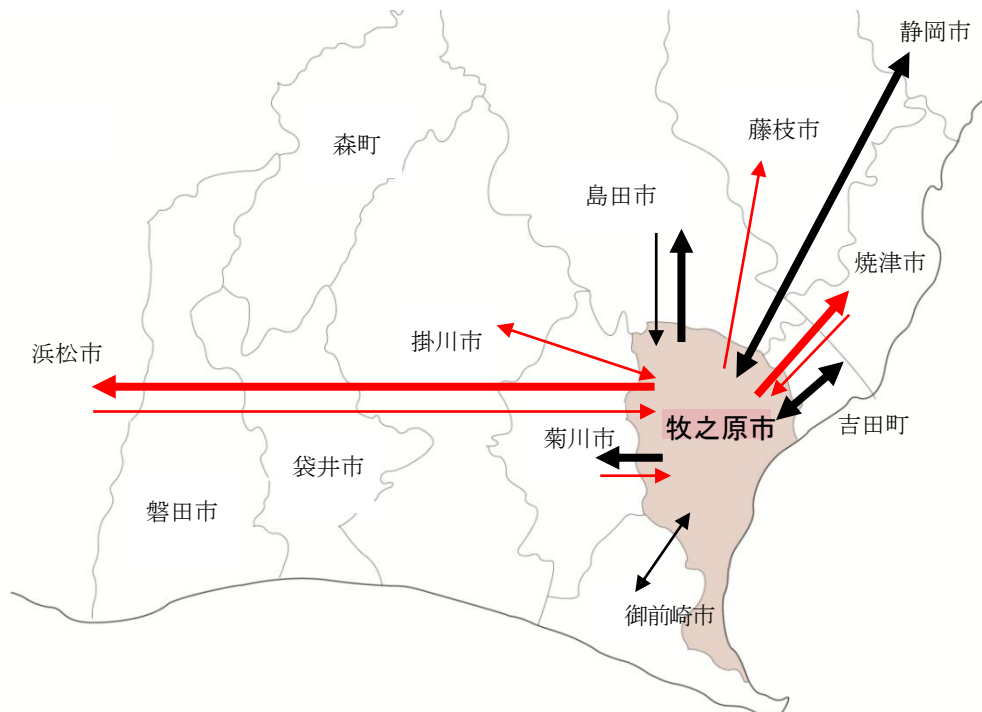 静岡市
藤枝市
森町
島田市
焼津市
掛川市
浜松市
吉田町
牧之原市
菊川市
袋井市
磐田市
御前崎市